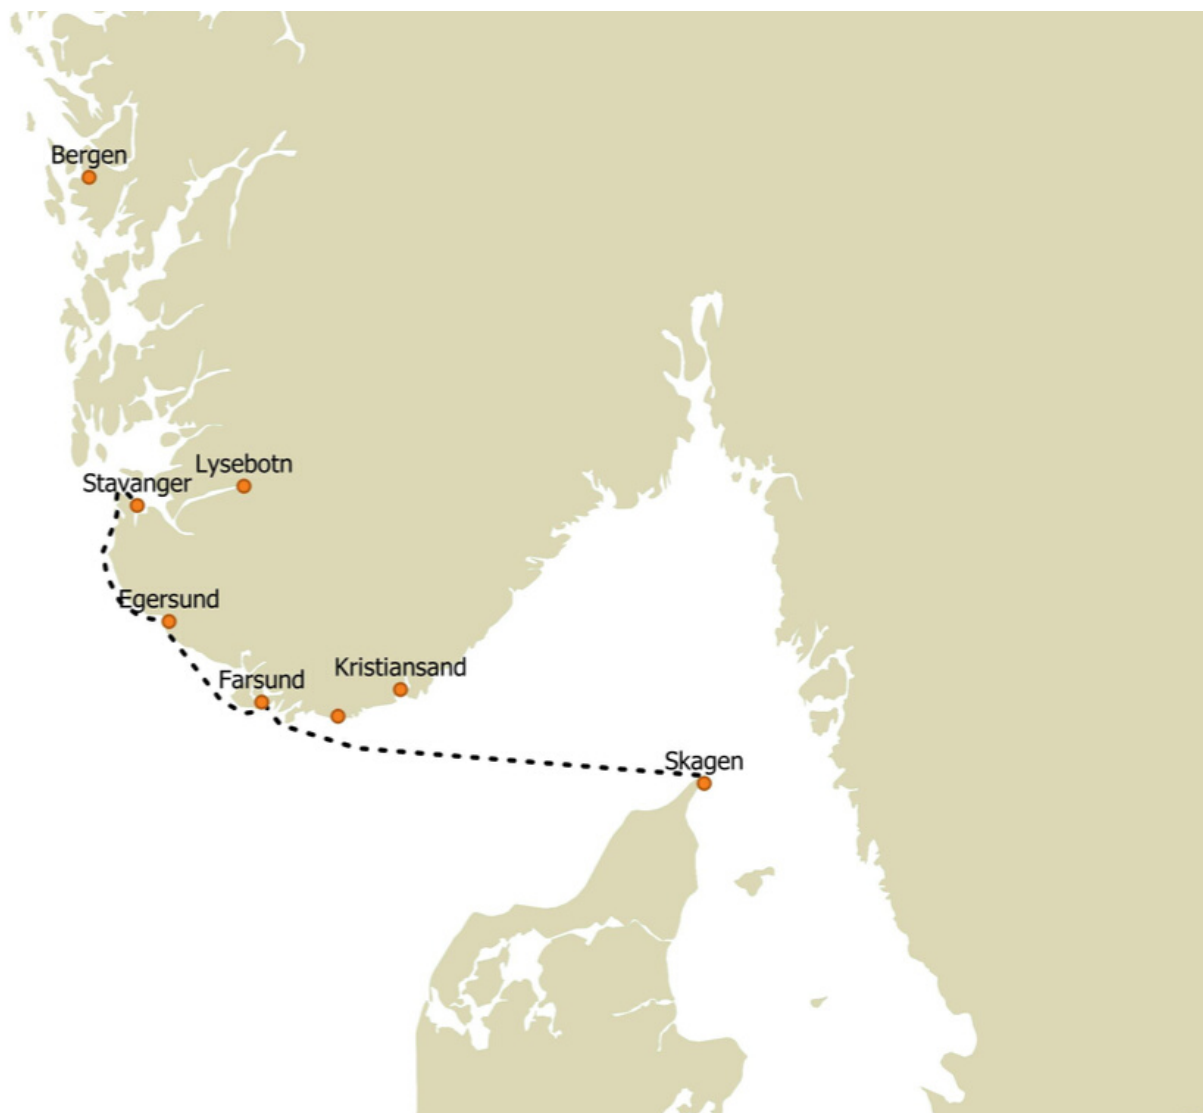 Bergen
Lysebotn
Stavanger
Egersund
Kristiansand
Farsund
Skagen